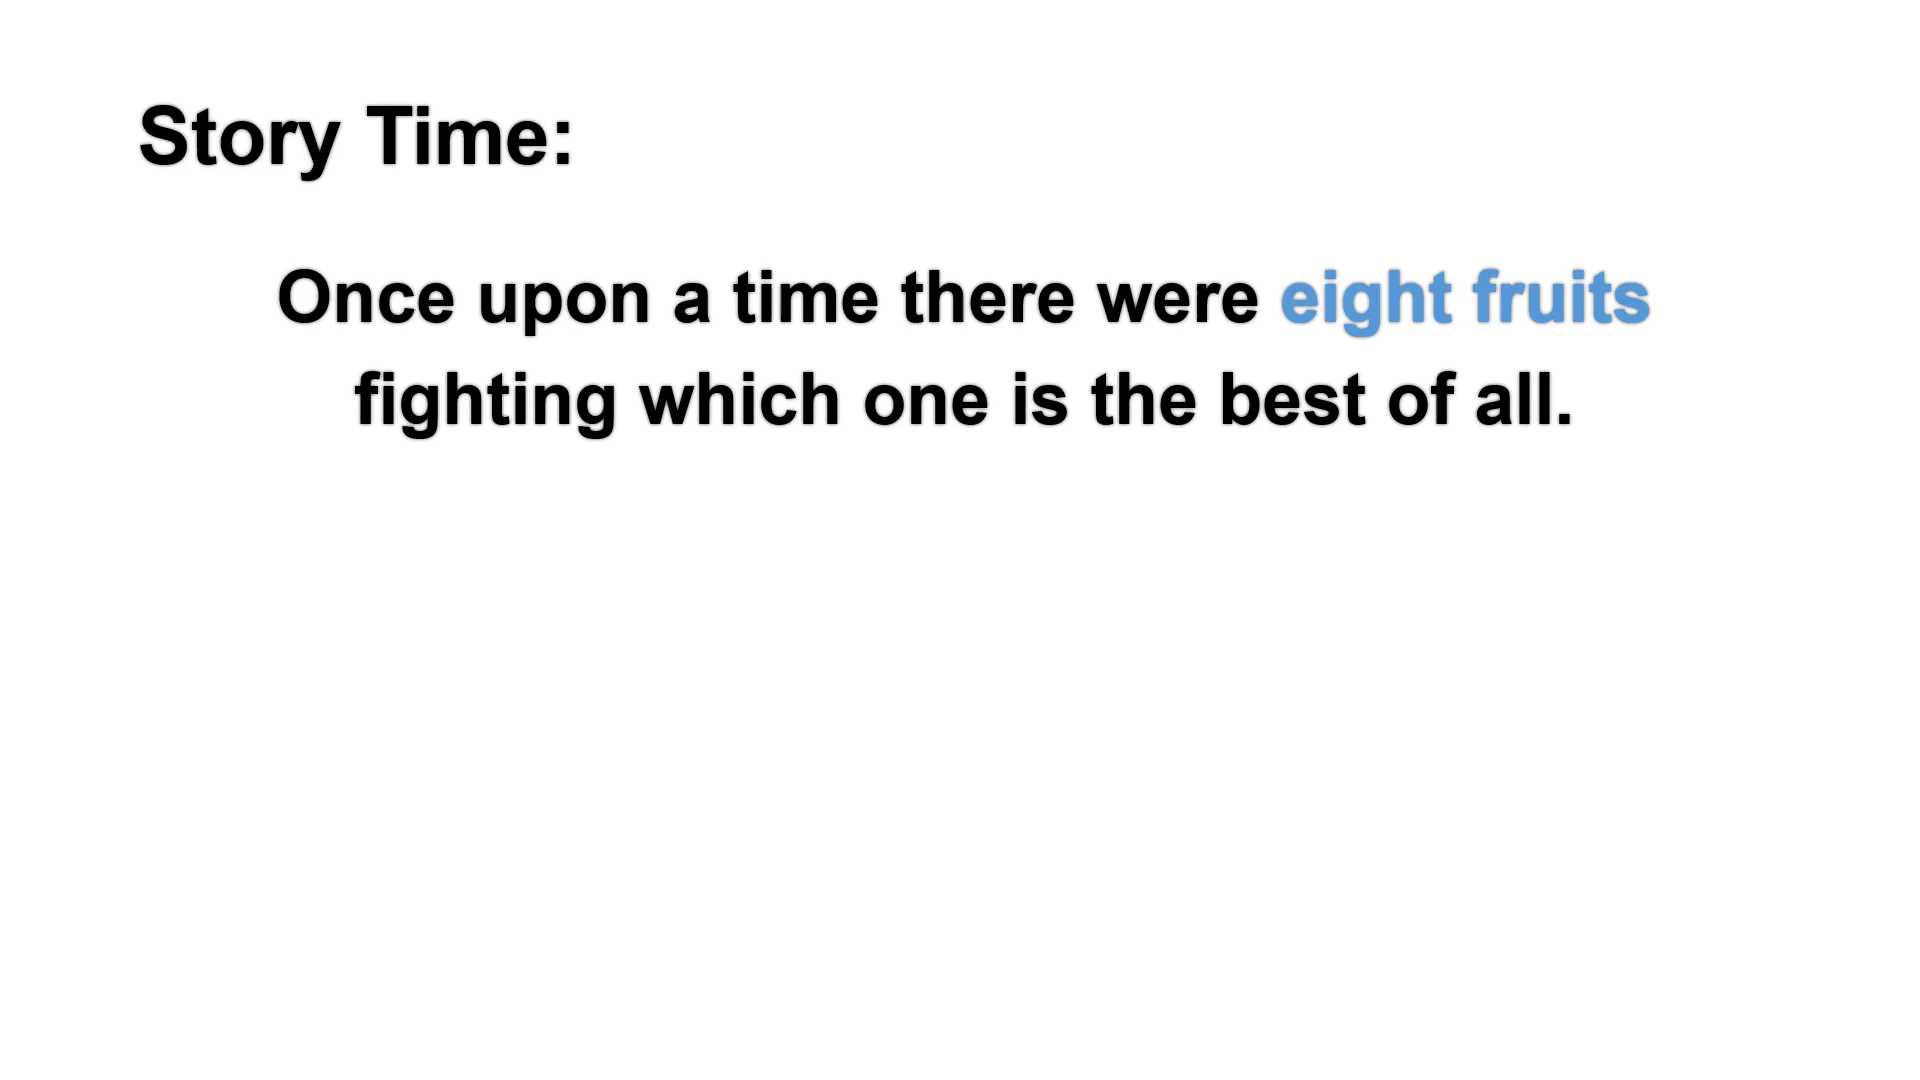 Story Time:
Once upon a time there were eight fruits
fighting which one is the best of all.